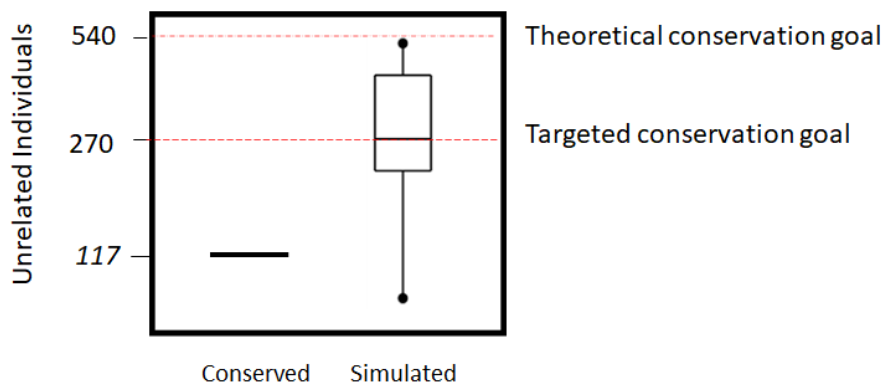 540
Theoretical conservation goal
Unrelated Individuals
270
Targeted conservation goal
117
Conserved
Simulated